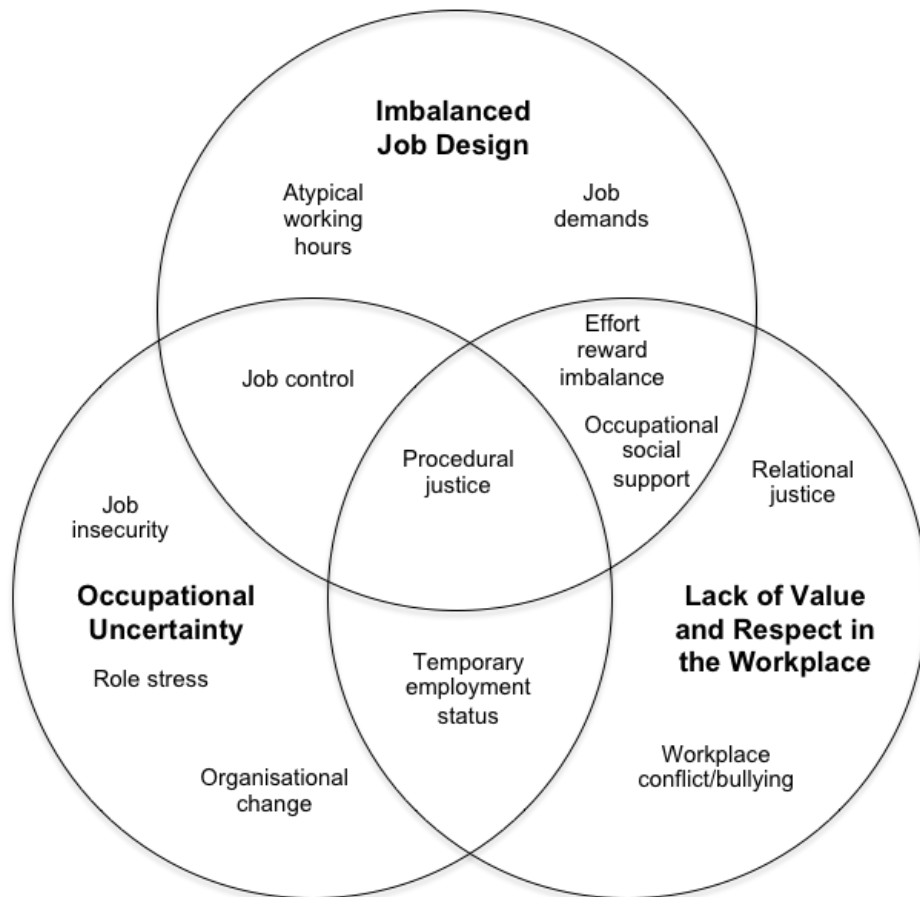 Imbalanced
Job Design
Atypical
working
hours
Job
demands
Effort
reward
imbalance
Job control
Occupational
social
support
Procedural
justice
Relational
justice
Job
insecurity
Occupational
Uncertainty
Lack of Value
and Respect in
the Workplace
Role stress
Temporary
employment
status
Workplace
conflict/bullying
Organisational
change